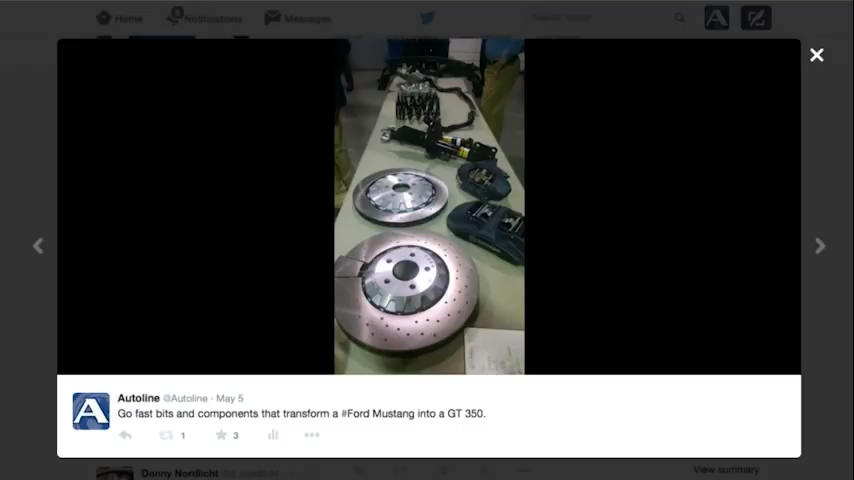 Home
Notifications
Messages
Autoline @Autoline · May 5
Go fast bits and components that transform a #Ford Mustang into a GT 350.
1
3
Donny Nordlicht
View summary